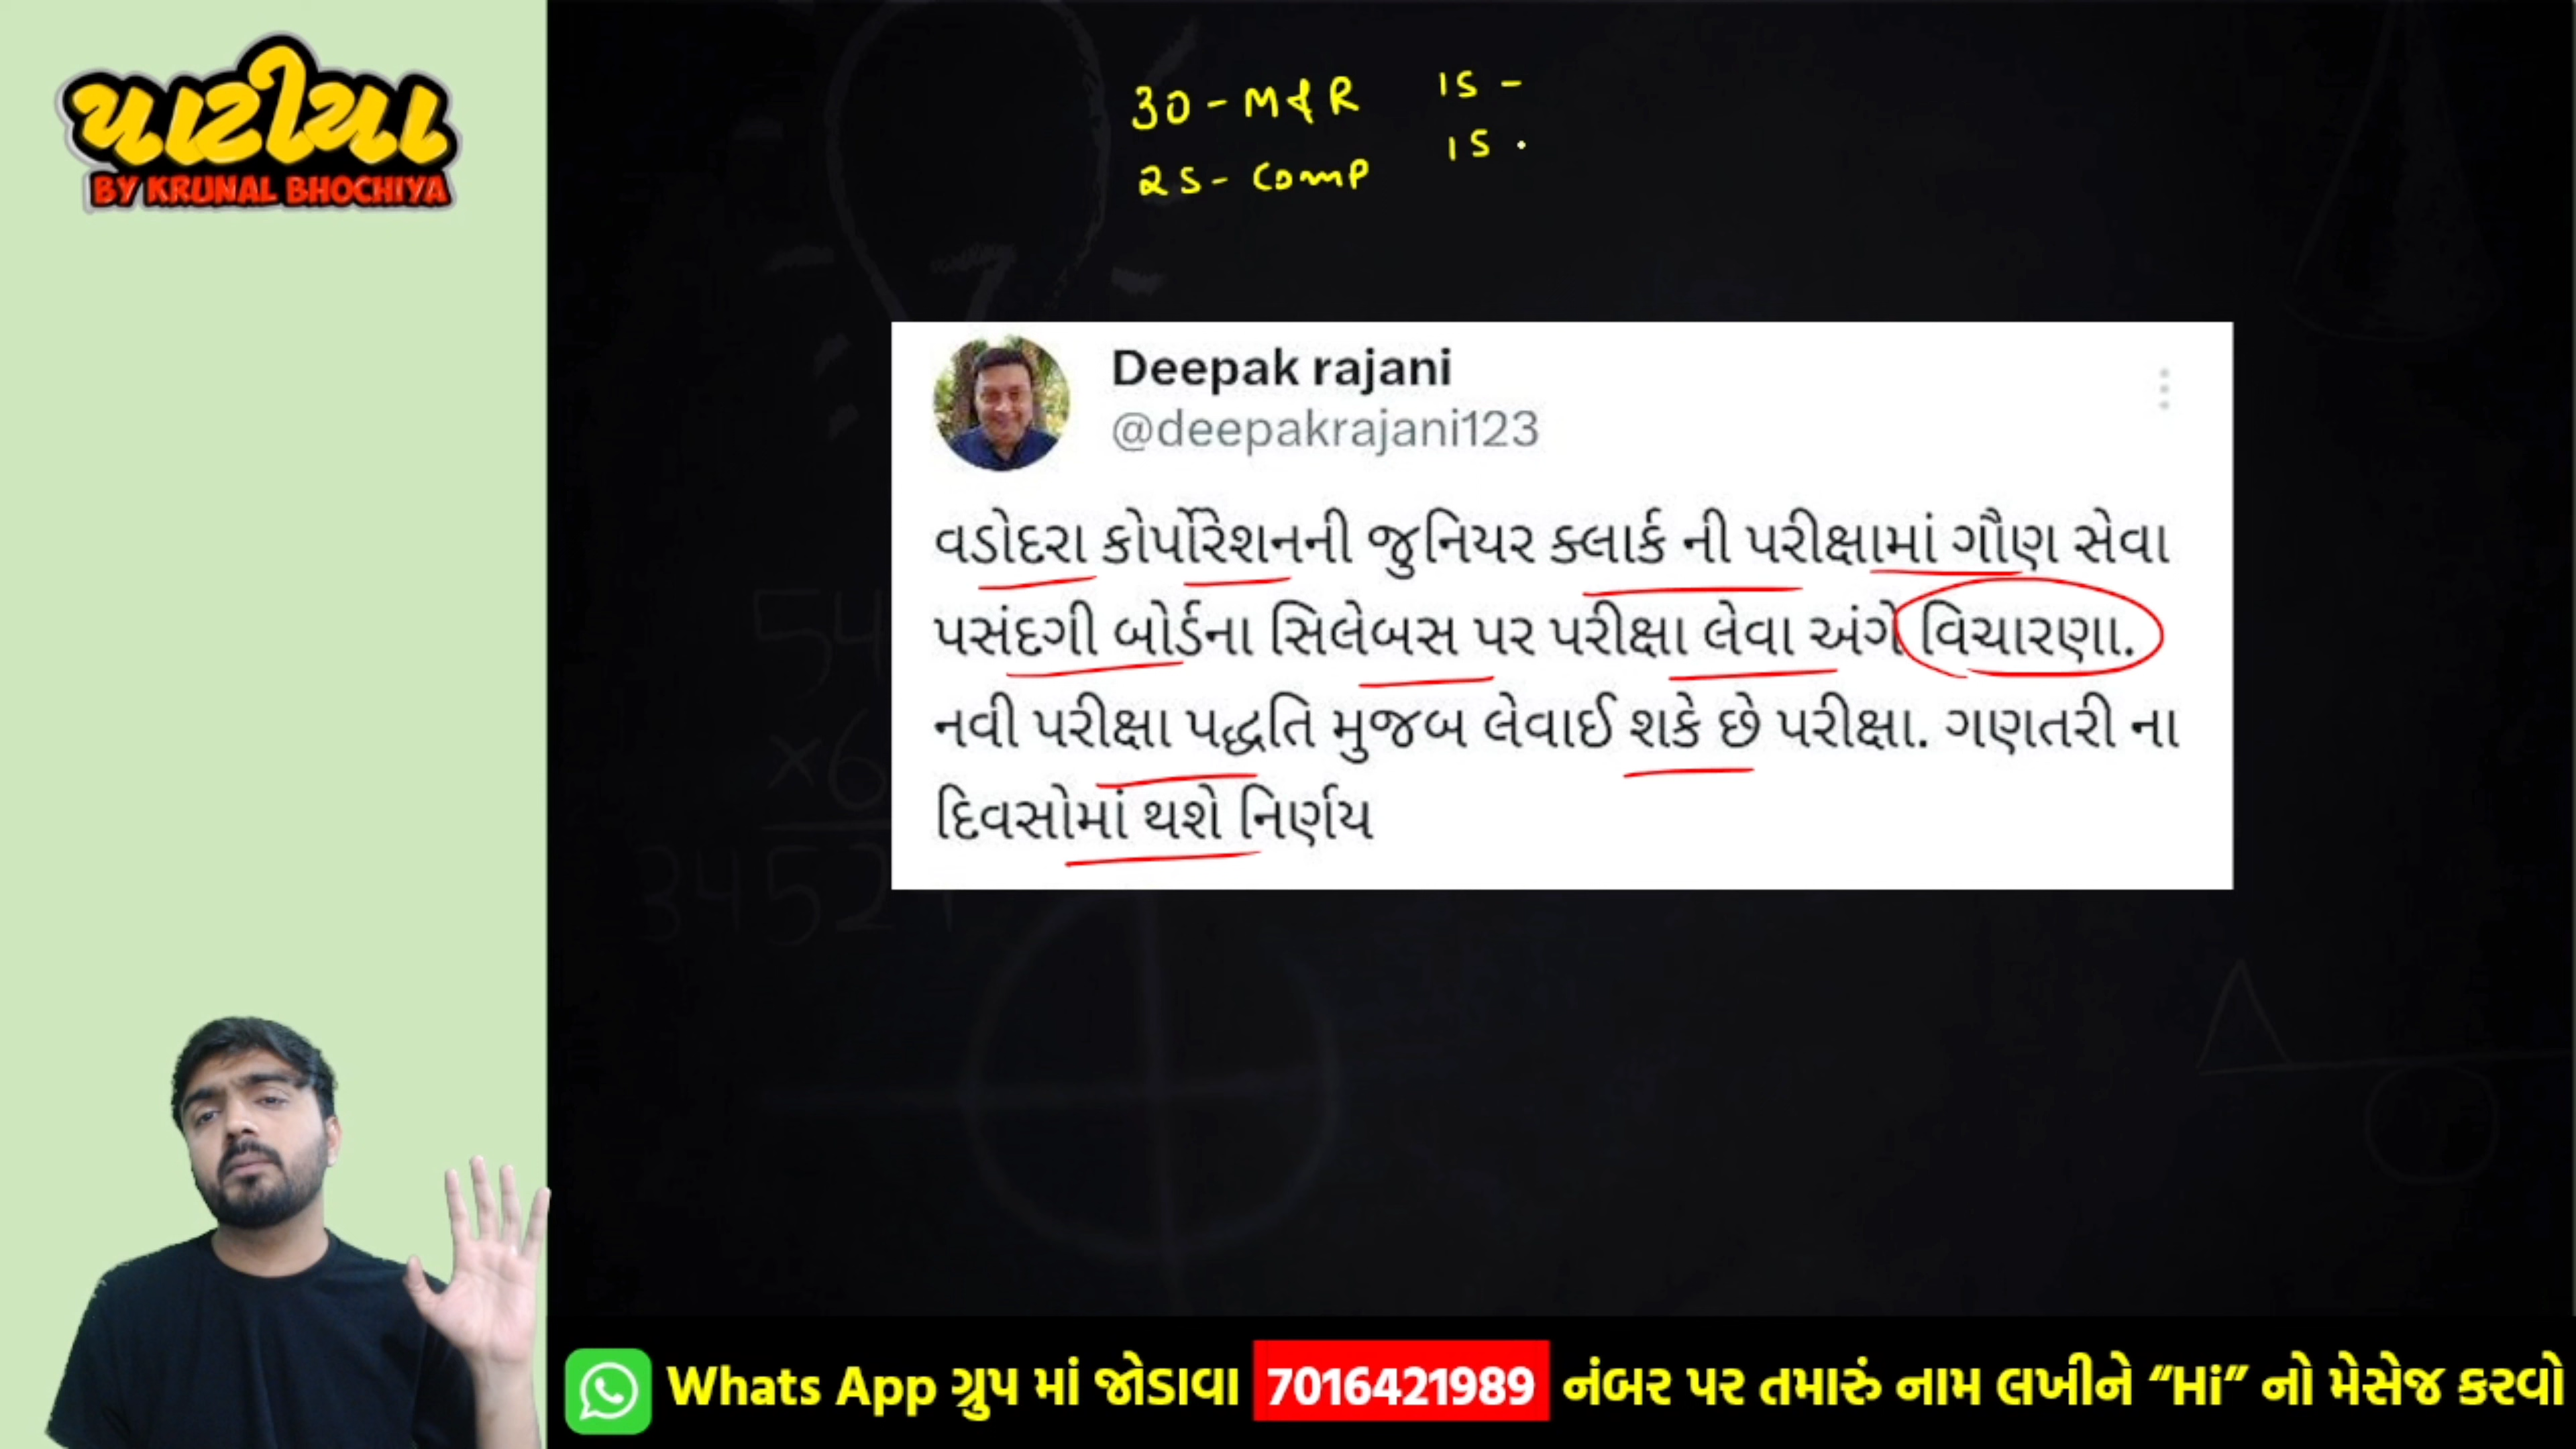 પાટીયા
BY KRUNAL BHOCHIYA
30 - M & R 15 -
25 - Comp 15 .
Deepak rajani
@deepakrajani123
વડોદરા કોર્પોરેશનની જુનિયર ક્લાર્ક ની પરીક્ષામાં ગૌણ સેવા
પસંદગી બોર્ડના સિલેબસ પર પરીક્ષા લેવા અંગે વિચારણા.
નવી પરીક્ષા પદ્ધતિ મુજબ લેવાઈ શકે છે પરીક્ષા. ગણતરી ના
દિવસોમાં થશે નિર્ણય
Whats App ગ્રુપ માં જોડાવા 7016421989 નંબર પર તમારું નામ લખીને “Hi” નો મેસેજ કરવો